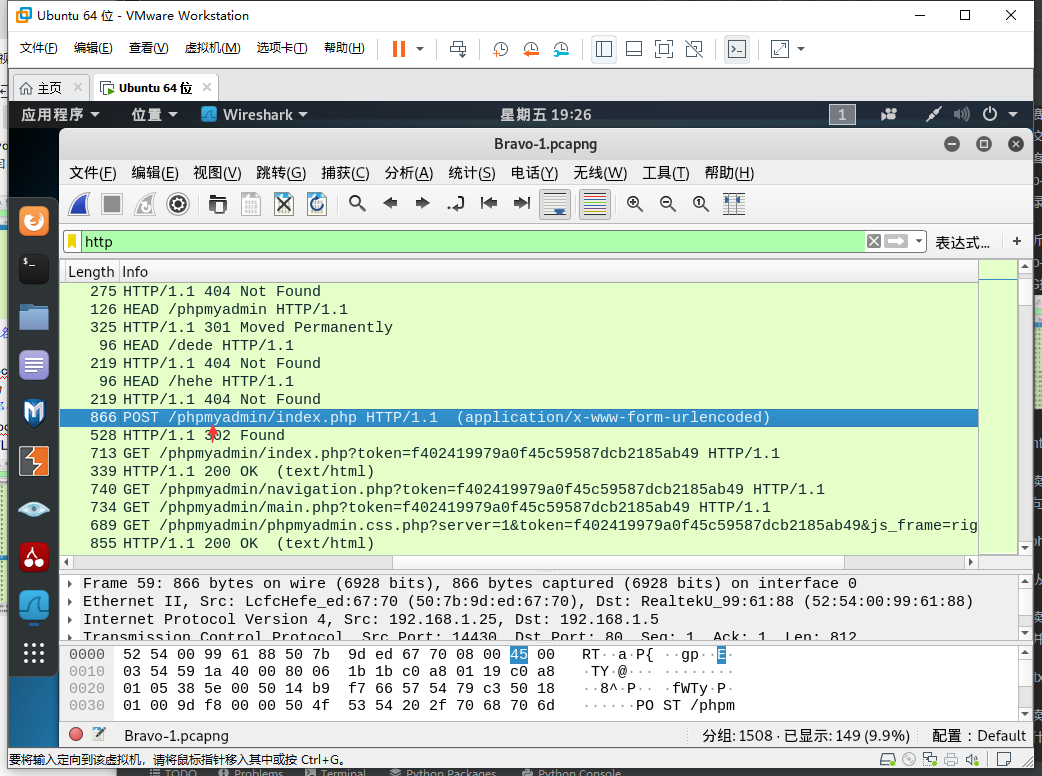 Ubuntu 64 位 - VMware Workstation
文件(F) 编辑(E) 查看(V) 虚拟机(M) 选项卡(T) 帮助(H)
主页 Ubuntu 64 位
应用程序 位置 Wireshark 星期五 19:26 1
Bravo-1.pcapng
文件(F) 编辑(E) 视图(V) 跳转(G) 捕获(C) 分析(A) 统计(S) 电话(Y) 无线(W) 工具(T) 帮助(H)
http 表达式… +
Length Info
275 HTTP/1.1 404 Not Found
126 HEAD /phpmyadmin HTTP/1.1
325 HTTP/1.1 301 Moved Permanently
96 HEAD /dede HTTP/1.1
219 HTTP/1.1 404 Not Found
96 HEAD /hehe HTTP/1.1
219 HTTP/1.1 404 Not Found
866 POST /phpmyadmin/index.php HTTP/1.1 (application/x-www-form-urlencoded)
528 HTTP/1.1 302 Found
713 GET /phpmyadmin/index.php?token=f402419979a0f45c59587dcb2185ab49 HTTP/1.1
339 HTTP/1.1 200 OK (text/html)
740 GET /phpmyadmin/navigation.php?token=f402419979a0f45c59587dcb2185ab49 HTTP/1.1
734 GET /phpmyadmin/main.php?token=f402419979a0f45c59587dcb2185ab49 HTTP/1.1
689 GET /phpmyadmin/phpmyadmin.css.php?server=1&token=f402419979a0f45c59587dcb2185ab49&js_frame=rig
855 HTTP/1.1 200 OK (text/html)
Frame 59: 866 bytes on wire (6928 bits), 866 bytes captured (6928 bits) on interface 0
Ethernet II, Src: LcfcHefe_ed:67:70 (50:7b:9d:ed:67:70), Dst: RealtekU_99:61:88 (52:54:00:99:61:88)
Internet Protocol Version 4, Src: 192.168.1.25, Dst: 192.168.1.5
Transmission Control Protocol, Src Port: 14430, Dst Port: 80, Seq: 1, Ack: 1, Len: 812
0000 52 54 00 99 61 88 50 7b 9d ed 67 70 08 00 45 00 RT··a·P{ ··gp··E·
0010 03 54 59 1a 40 00 80 06 1b 1b c0 a8 01 19 c0 a8 ·TY·@··· ········
0020 01 05 38 5e 00 50 14 b9 f7 66 57 54 79 c3 50 18 ··8^·P·· ·fWTy·P·
0030 01 00 9d f8 00 00 50 4f 53 54 20 2f 70 68 70 6d ······PO ST /phpm
Bravo-1.pcapng 分组: 1508 · 已显示: 149 (9.9%) 配置：Default
要将输入定向到该虚拟机，请将鼠标指针移入其中或按 Ctrl+G。
TODO Problems Terminal Python Packages Python Console